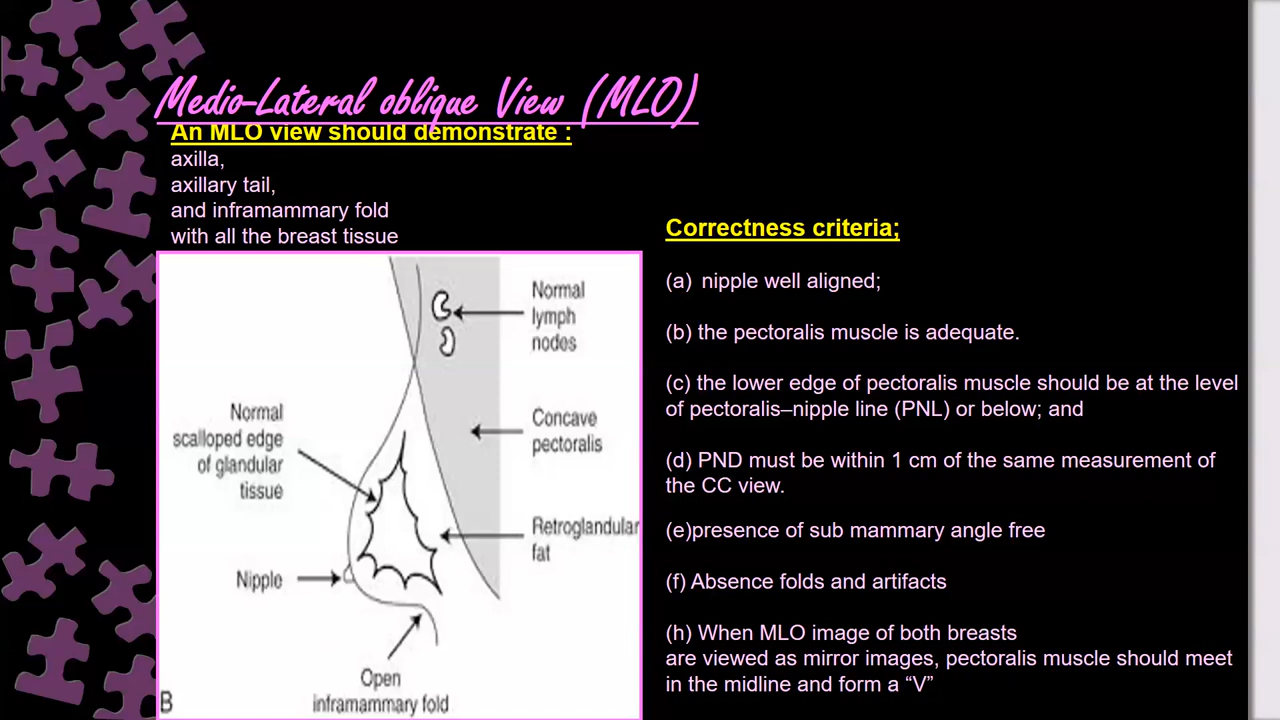 Medio-Lateral oblique View (MLO)
An MLO view should demonstrate :
axilla,
axillary tail,
and inframammary fold
with all the breast tissue
Normal
lymph
nodes
Concave
pectoralis
Normal
scalloped edge
of glandular
tissue
Retroglandular
fat
Nipple
Open
inframammary fold
B
Correctness criteria;
(a) nipple well aligned;
(b) the pectoralis muscle is adequate.
(c) the lower edge of pectoralis muscle should be at the level
of pectoralis–nipple line (PNL) or below; and
(d) PND must be within 1 cm of the same measurement of
the CC view.
(e)presence of sub mammary angle free
(f) Absence folds and artifacts
(h) When MLO image of both breasts
are viewed as mirror images, pectoralis muscle should meet
in the midline and form a “V”